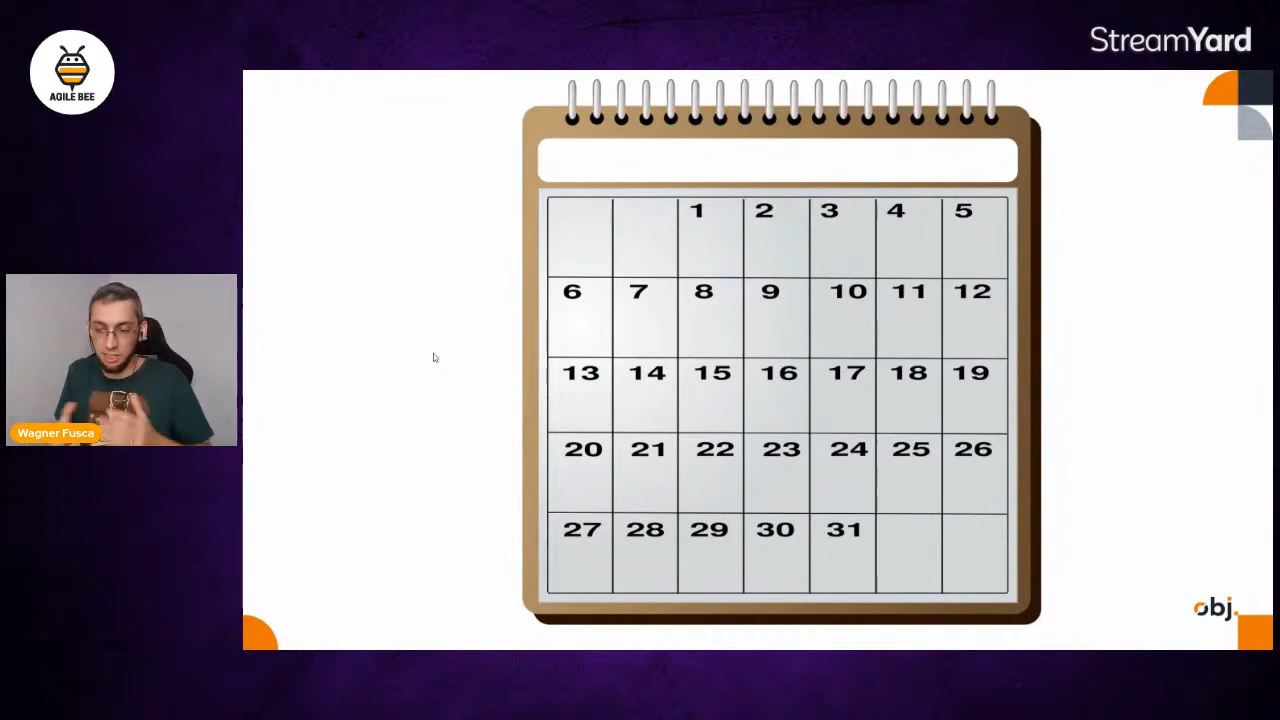 AGILE BEE
StreamYard
1 2 3 4 5
6 7 8 9 10 11 12
13 14 15 16 17 18 19
20 21 22 23 24 25 26
27 28 29 30 31
Wagner Fusca
obj.